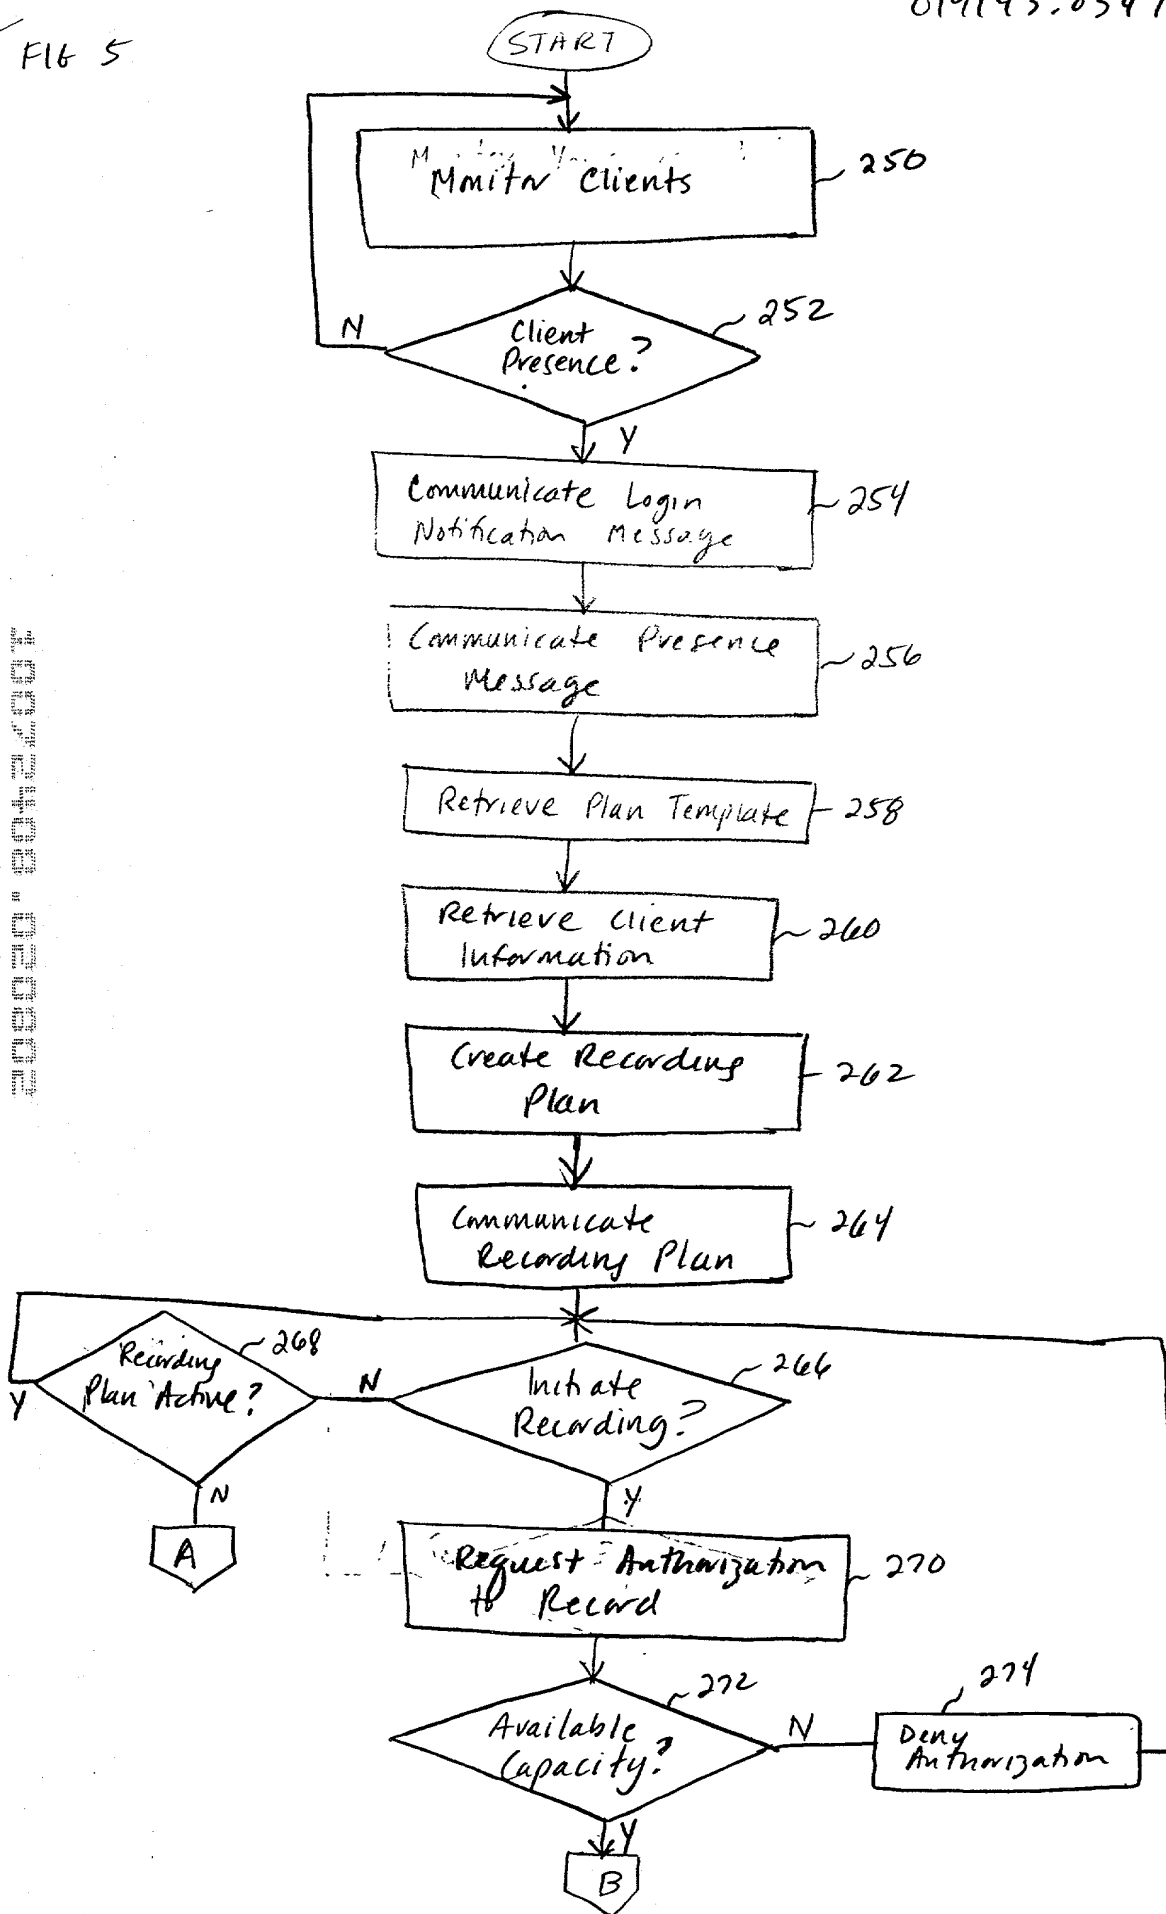 FIG 5
START
Monitor Clients
250
Client
Presence?
252
N
Y
Communicate Login
Notification Message
254
Communicate Presence
Message
256
Retrieve Plan Template
258
Retrieve Client
Information
260
Create Recording
Plan
262
Communicate
Recording Plan
264
Recording
Plan Active?
268
Y
N
N
A
Initiate
Recording?
266
Y
Request Authorization
to Record
270
Available
Capacity?
272
N
Deny
Authorization
274
Y
B
10072408.020802